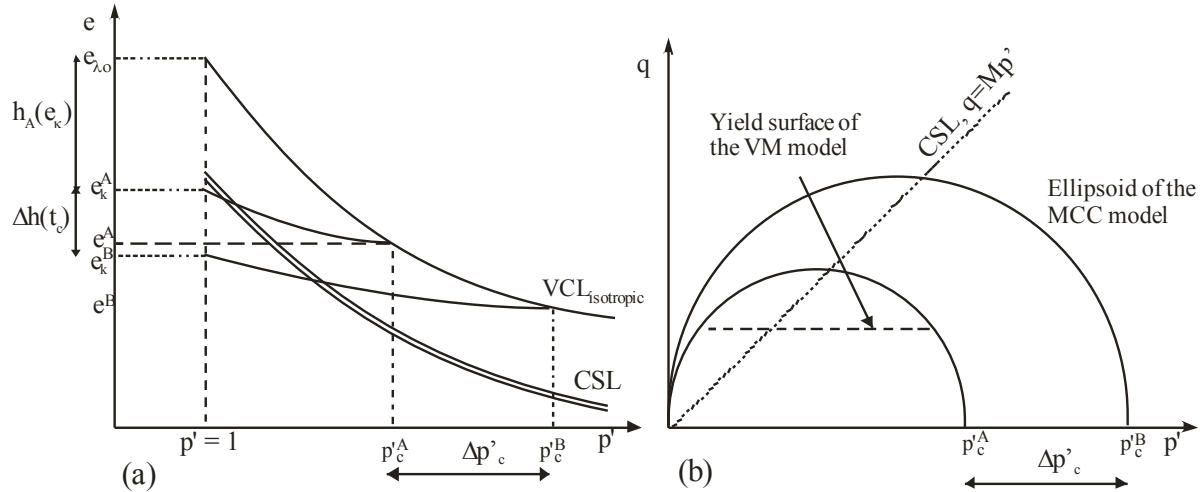 e
e_λo
h_A(e_κ)
e_k^A
Δh(t_c)
e^A
e_k^B
e^B
VCL_isotropic
CSL
p' = 1
p'_c^A
p'_c^B
p'
Δp'_c
(a)
q
CSL, q=Mp'
Yield surface of
the VM model
Ellipsoid of the
MCC model
p'_c^A
p'_c^B
p'
Δp'_c
(b)